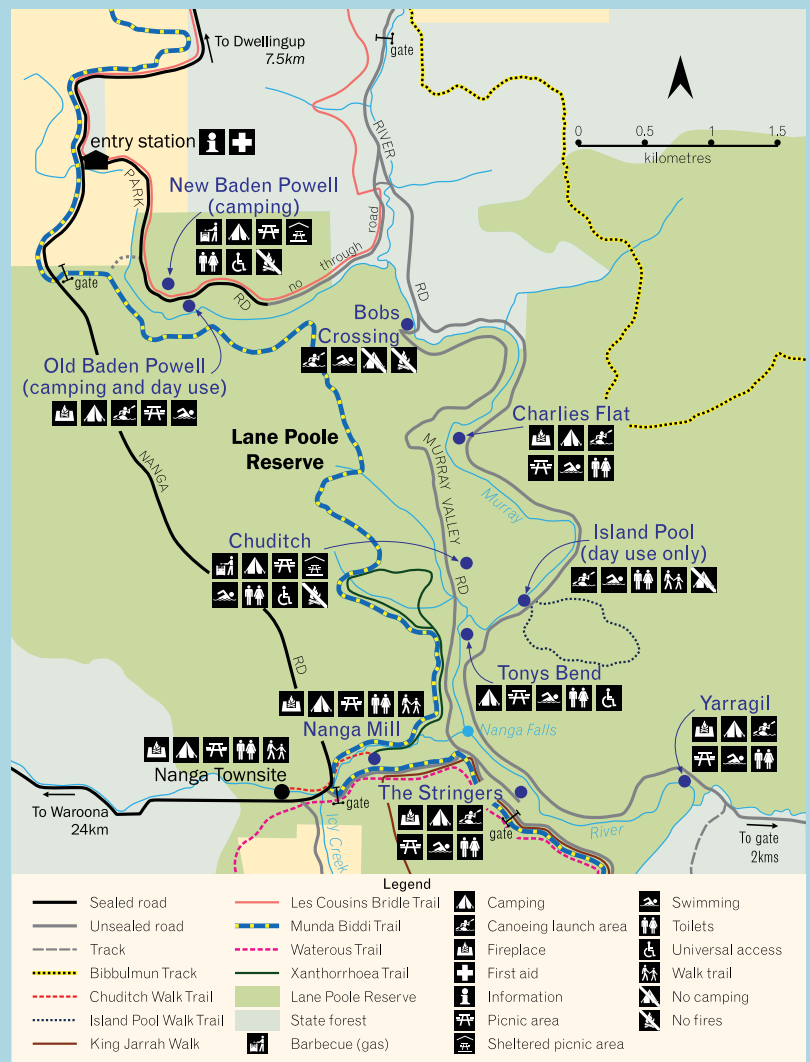 To Dwellingup
7.5km
gate
RIVER
0 0.5 1 1.5
kilometres
entry station
PARK
New Baden Powell
(camping)
no through road
RD
RD
gate
Bobs
Crossing
Old Baden Powell
(camping and day use)
Charlies Flat
Lane Poole
Reserve
NANGA
MURRAY VALLEY
Murray
Chuditch
Island Pool
(day use only)
RD
RD
Tonys Bend
Yarragil
Nanga Mill
Nanga Falls
Nanga Townsite
The Stringers
gate
gate
To Waroona
24km
Icy Creek
River
To gate
2kms
Legend
Sealed road
Unsealed road
Track
Bibbulmun Track
Chuditch Walk Trail
Island Pool Walk Trail
King Jarrah Walk
Les Cousins Bridle Trail
Munda Biddi Trail
Waterous Trail
Xanthorrhoea Trail
Lane Poole Reserve
State forest
Barbecue (gas)
Camping
Canoeing launch area
Fireplace
First aid
Information
Picnic area
Sheltered picnic area
Swimming
Toilets
Universal access
Walk trail
No camping
No fires